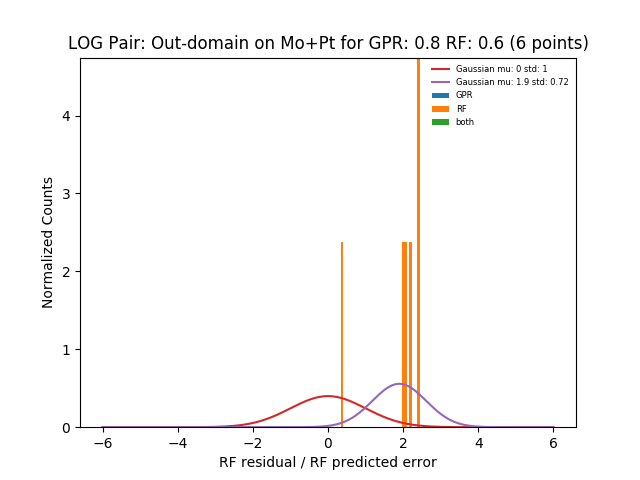 LOG Pair: Out-domain on Mo+Pt for GPR: 0.8 RF: 0.6 (6 points)
Gaussian mu: 0 std: 1
Gaussian mu: 1.9 std: 0.72
GPR
RF
both
Normalized Counts
4
3
2
1
0
−6 −4 −2 0 2 4 6
RF residual / RF predicted error